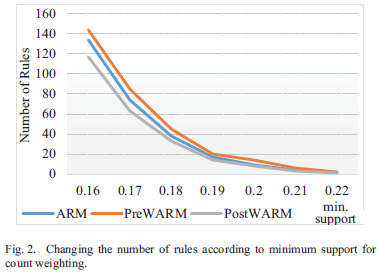 160
140
120
100
80
60
40
20
0
Number of Rules
0.16 0.17 0.18 0.19 0.2 0.21 0.22
min.
support
ARM PreWARM PostWARM
Fig. 2. Changing the number of rules according to minimum support for
count weighting.